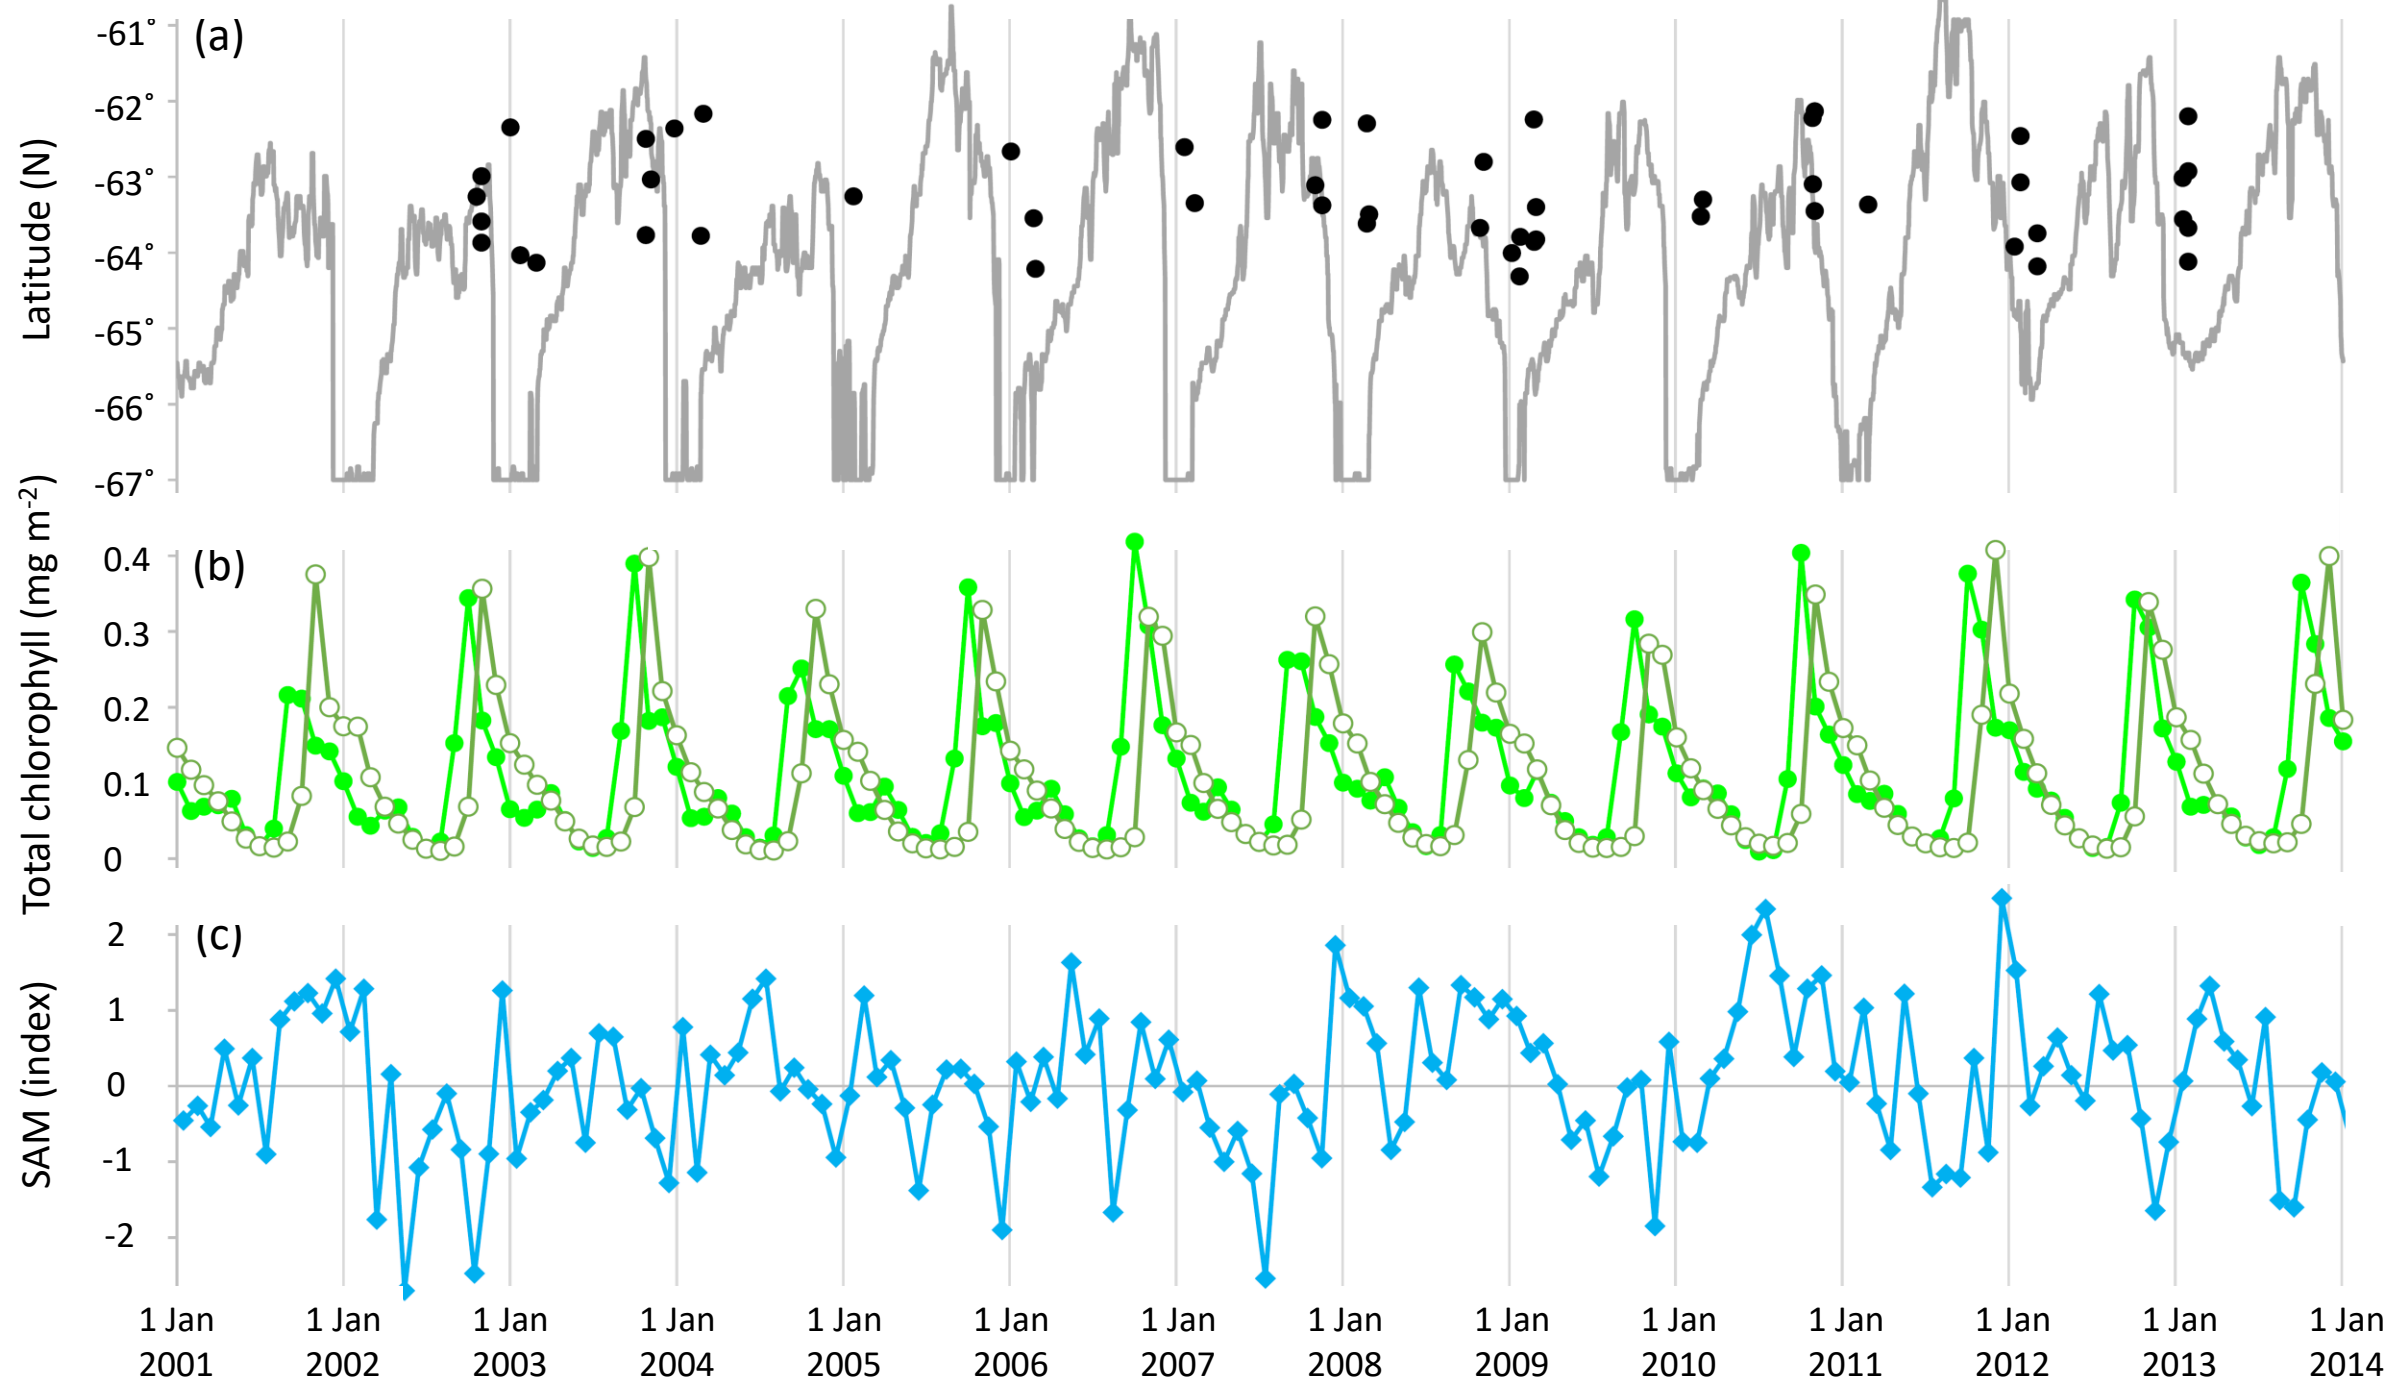 (a)
Latitude (N)
-61˚
-62˚
-63˚
-64˚
-65˚
-66˚
-67˚
(b)
Total chlorophyll (mg m⁻²)
0.4
0.3
0.2
0.1
0
(c)
SAM (index)
2
1
0
-1
-2
1 Jan 1 Jan 1 Jan 1 Jan 1 Jan 1 Jan 1 Jan 1 Jan 1 Jan 1 Jan 1 Jan 1 Jan 1 Jan 1 Jan
2001 2002 2003 2004 2005 2006 2007 2008 2009 2010 2011 2012 2013 2014